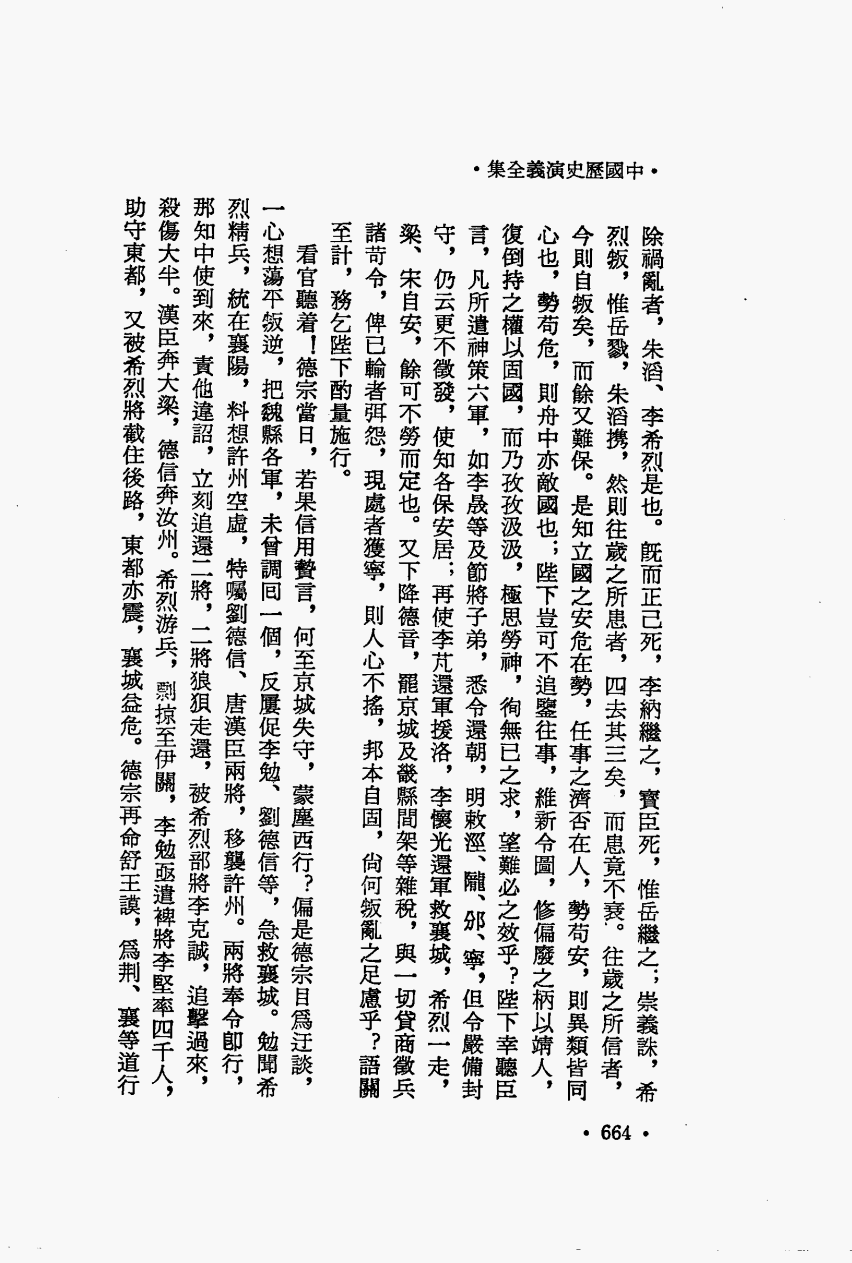 •中國歷史演義全集•
除禍亂者，朱滔、李希烈是也。旣而正己死，李納繼之，寶臣死，惟岳繼之；崇義誅，希
烈叛，惟岳戮，朱滔攜，然則往歲之所患者，四去其三矣，而患竟不衰。往歲之所信者，
今則自叛矣，而餘又難保。是知立國之安危在勢，任事之濟否在人，勢苟安，則異類皆同
心也，勢苟危，則舟中亦敵國也；陛下豈可不追鑒往事，維新令圖，修偏廢之柄以靖人，
復倒持之權以固國，而乃孜孜汲汲，極思勞神，徇無已之求，望難必之效乎？陛下幸聽臣
言，凡所遣神策六軍，如李晟等及節將子弟，悉令還朝，明敕涇、隴、邠、寧，但令嚴備封
守，仍云更不徵發，使知各保安居；再使李芃還軍援洛，李懷光還軍救襄城，希烈一走，
梁、宋自安，餘可不勞而定也。又下降德音，罷京城及畿縣間架等雜稅，與一切貸商徵兵
諸苛令，俾已輸者弭怨，現處者獲寧，則人心不搖，邦本自固，尙何叛亂之足慮乎？語關
至計，務乞陛下酌量施行。
看官聽着！德宗當日，若果信用贄言，何至京城失守，蒙塵西行？偏是德宗目爲迂談，
一心想蕩平叛逆，把魏縣各軍，未曾調囘一個，反屢促李勉、劉德信等，急救襄城。勉聞希
烈精兵，統在襄陽，料想許州空虛，特囑劉德信、唐漢臣兩將，移襲許州。兩將奉令卽行，
那知中使到來，責他違詔，立刻追還二將，二將狼狽走還，被希烈部將李克誠，追擊過來，
殺傷大半。漢臣奔大梁，德信奔汝州。希烈游兵，剽掠至伊闕，李勉亟遣裨將李堅率四千人，
助守東都，又被希烈將截住後路，東都亦震，襄城益危。德宗再命舒王謨，爲荆、襄等道行
•664•